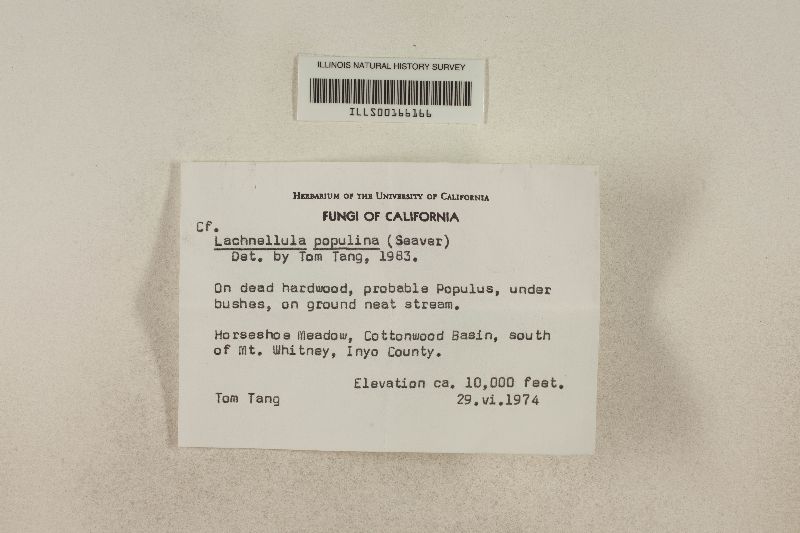 ILLINOIS NATURAL HISTORY SURVEY
ILLS00166166
HERBARIUM OF THE UNIVERSITY OF CALIFORNIA
FUNGI OF CALIFORNIA
Cf.
Lachnellula populina (Seaver)
Det. by Tom Tang, 1983.
On dead hardwood, probable Populus, under
bushes, on ground neat stream.
Horseshoe Meadow, Cottonwood Basin, south
of Mt. Whitney, Inyo County.
Elevation ca. 10,000 feet.
Tom Tang 29.vi.1974